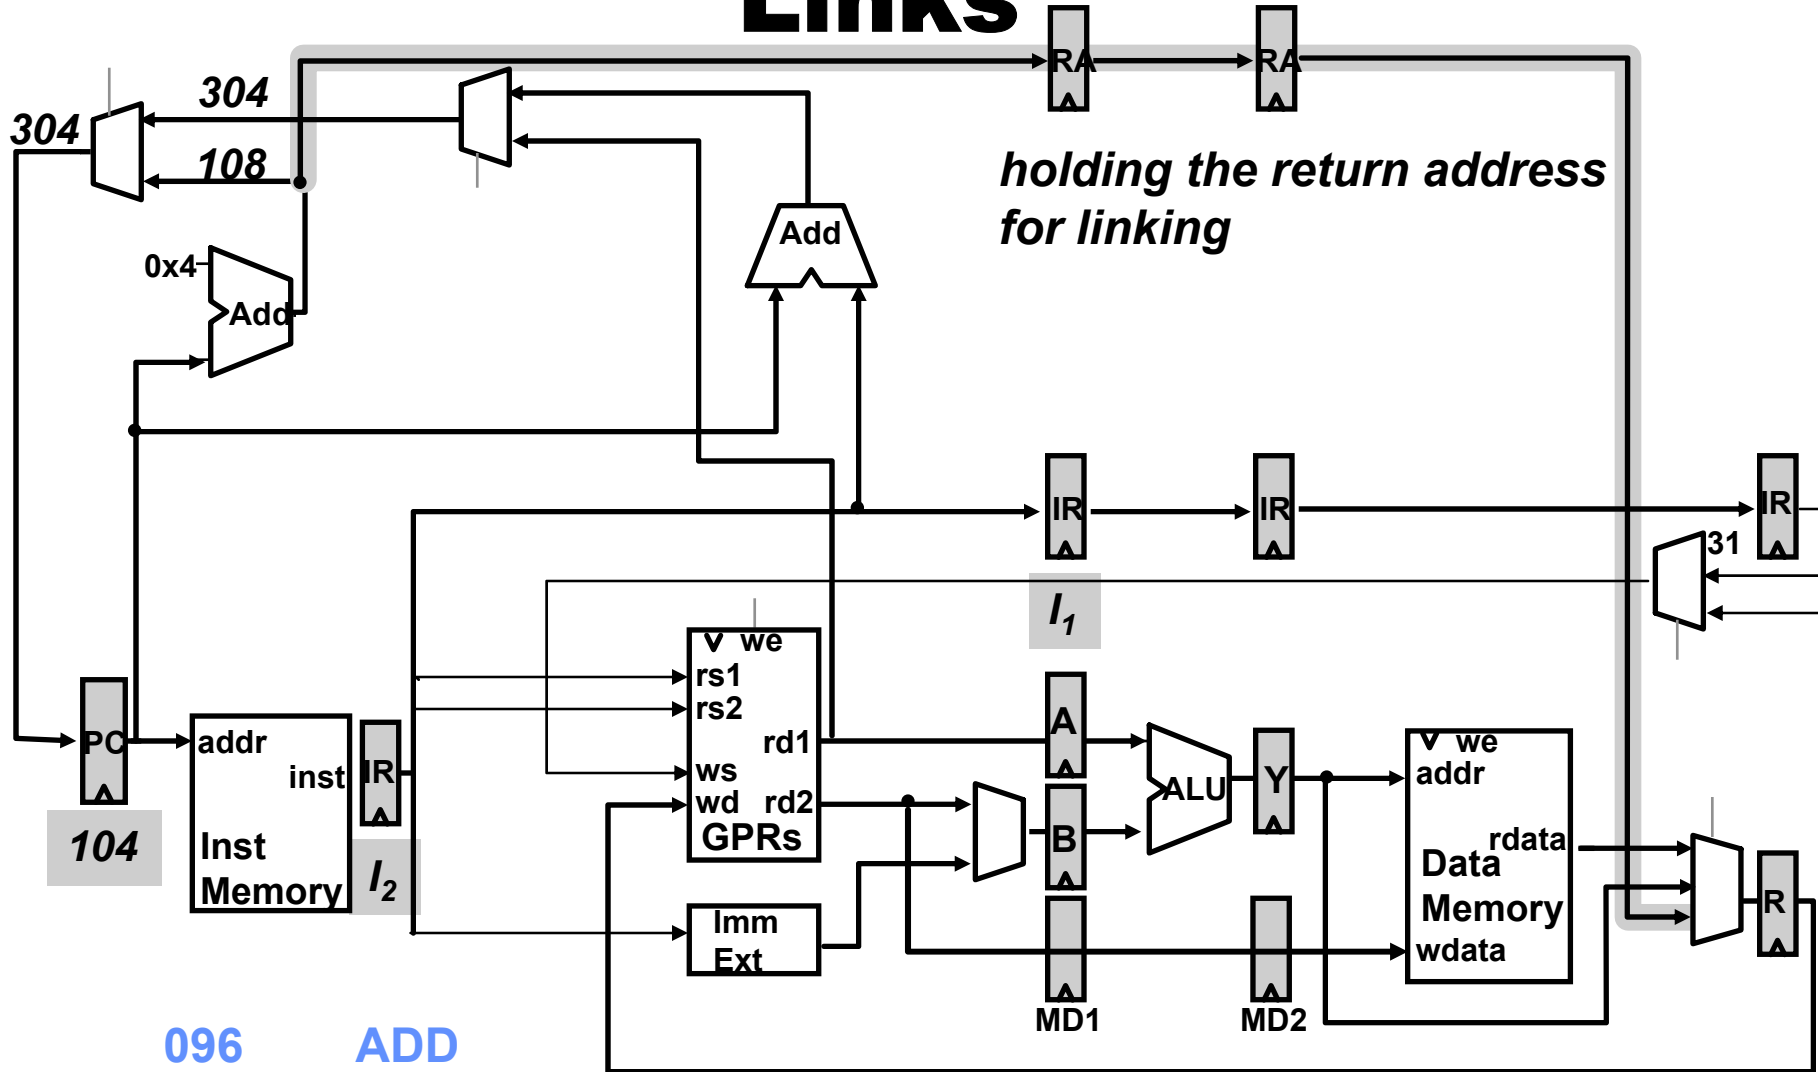 Links
RA
RA
304
304
108
holding the return address
for linking
Add
0x4
Add
IR
IR
IR
31
I1
we
rs1
rs2
rd1
ws
wd rd2
GPRs
A
B
ALU
Y
we
addr
rdata
Data
Memory
wdata
R
PC
addr
inst
IR
104
Inst
Memory
I2
Imm
Ext
MD1
MD2
096 ADD